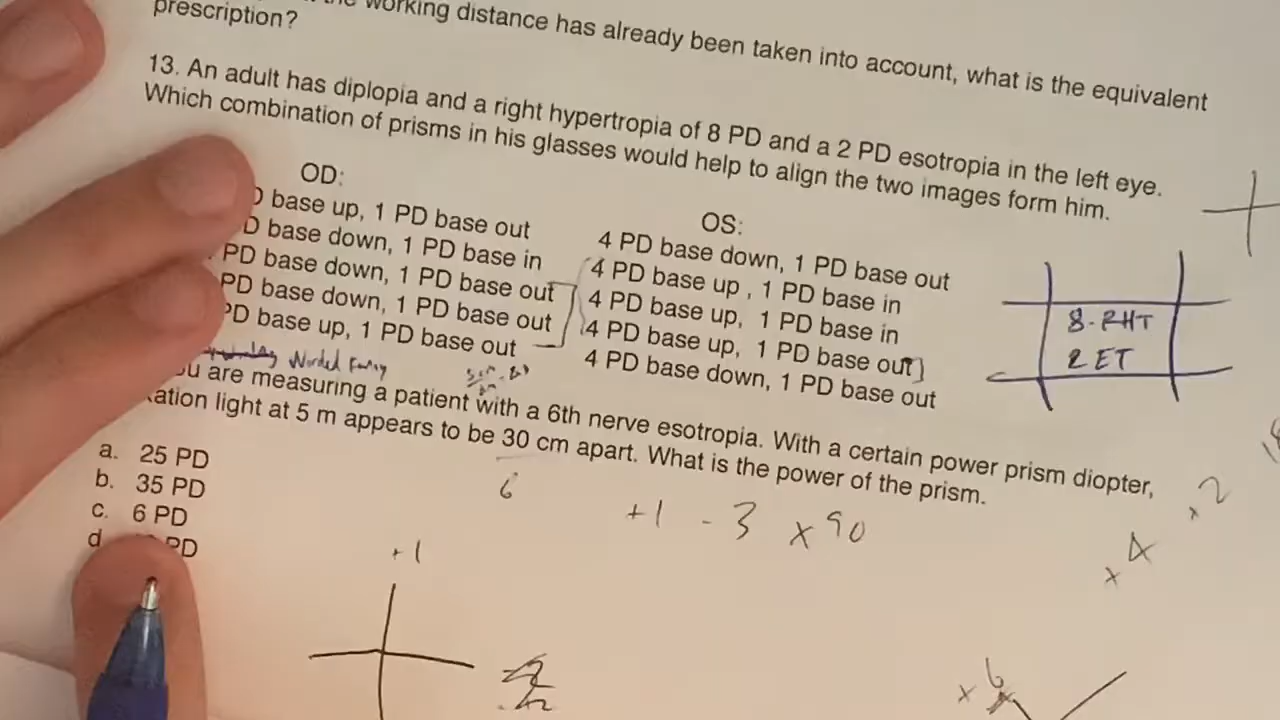 the working distance has already been taken into account, what is the equivalent
prescription?
13. An adult has diplopia and a right hypertropia of 8 PD and a 2 PD esotropia in the left eye.
Which combination of prisms in his glasses would help to align the two images form him.
OD:
base up, 1 PD base out
base down, 1 PD base in
PD base down, 1 PD base out
PD base down, 1 PD base out
PD base up, 1 PD base out
OS:
4 PD base down, 1 PD base out
4 PD base up , 1 PD base in
4 PD base up, 1 PD base in
4 PD base up, 1 PD base out
4 PD base down, 1 PD base out
8-RHT
2 ET
Worded Funny
are measuring a patient with a 6th nerve esotropia. With a certain power prism diopter,
light at 5 m appears to be 30 cm apart. What is the power of the prism.
a. 25 PD
b. 35 PD
c. 6 PD
d PD
6
+1 - 3 x 90
x 2
x 4
+1
x 6